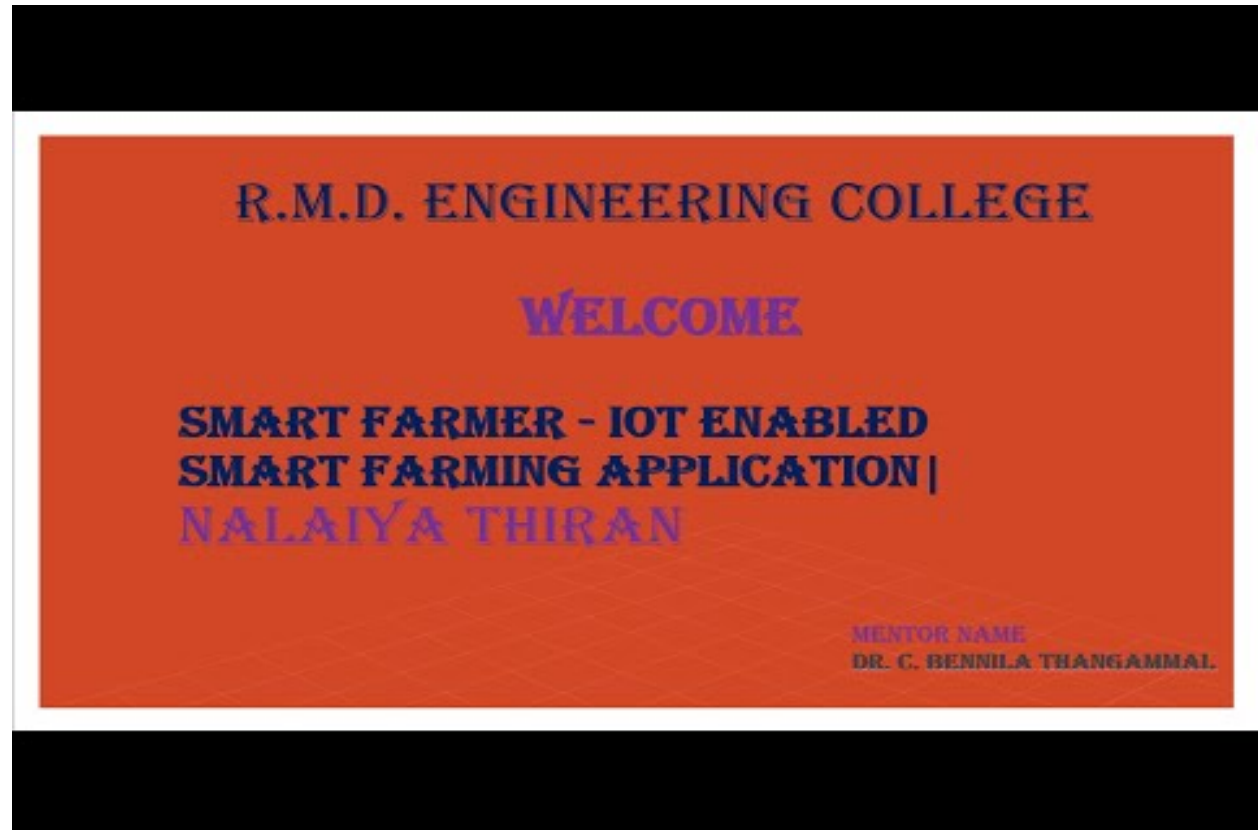 R.M.D. ENGINEERING COLLEGE
WELCOME
SMART FARMER - IOT ENABLED
SMART FARMING APPLICATION|
NALAIYA THIRAN
MENTOR NAME
DR. C. BENNILA THANGAMMAL